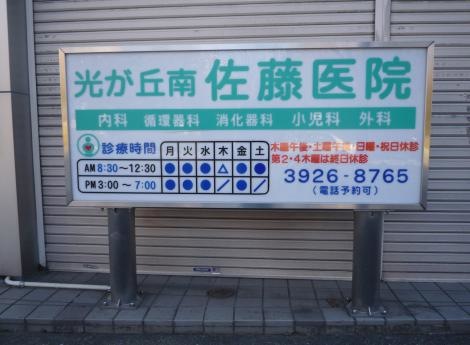 光が丘南 佐藤医院
内科 循環器科 消化器科 小児科 外科
診療時間 月 火 水 木 金 土
AM 8:30~12:30 ● ● ● △ ● ●
PM 3:00~ 7:00 ● ● ● / ● /
木曜午後・土曜午後・日曜・祝日休診
第2・4木曜は終日休診
3926-8765
(電話予約可)